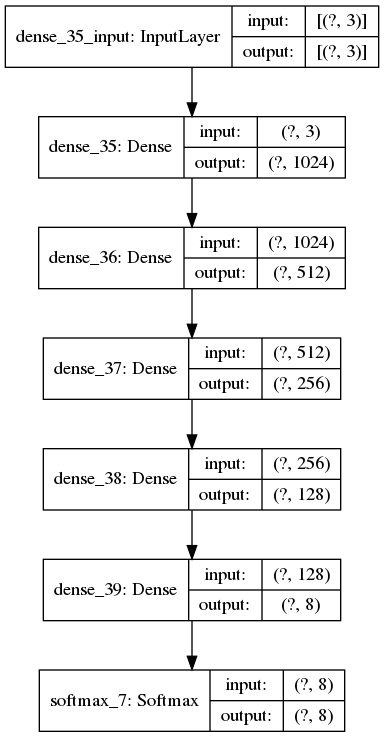 dense_35_input: InputLayer
input: [(?, 3)]
output: [(?, 3)]
dense_35: Dense
input: (?, 3)
output: (?, 1024)
dense_36: Dense
input: (?, 1024)
output: (?, 512)
dense_37: Dense
input: (?, 512)
output: (?, 256)
dense_38: Dense
input: (?, 256)
output: (?, 128)
dense_39: Dense
input: (?, 128)
output: (?, 8)
softmax_7: Softmax
input: (?, 8)
output: (?, 8)